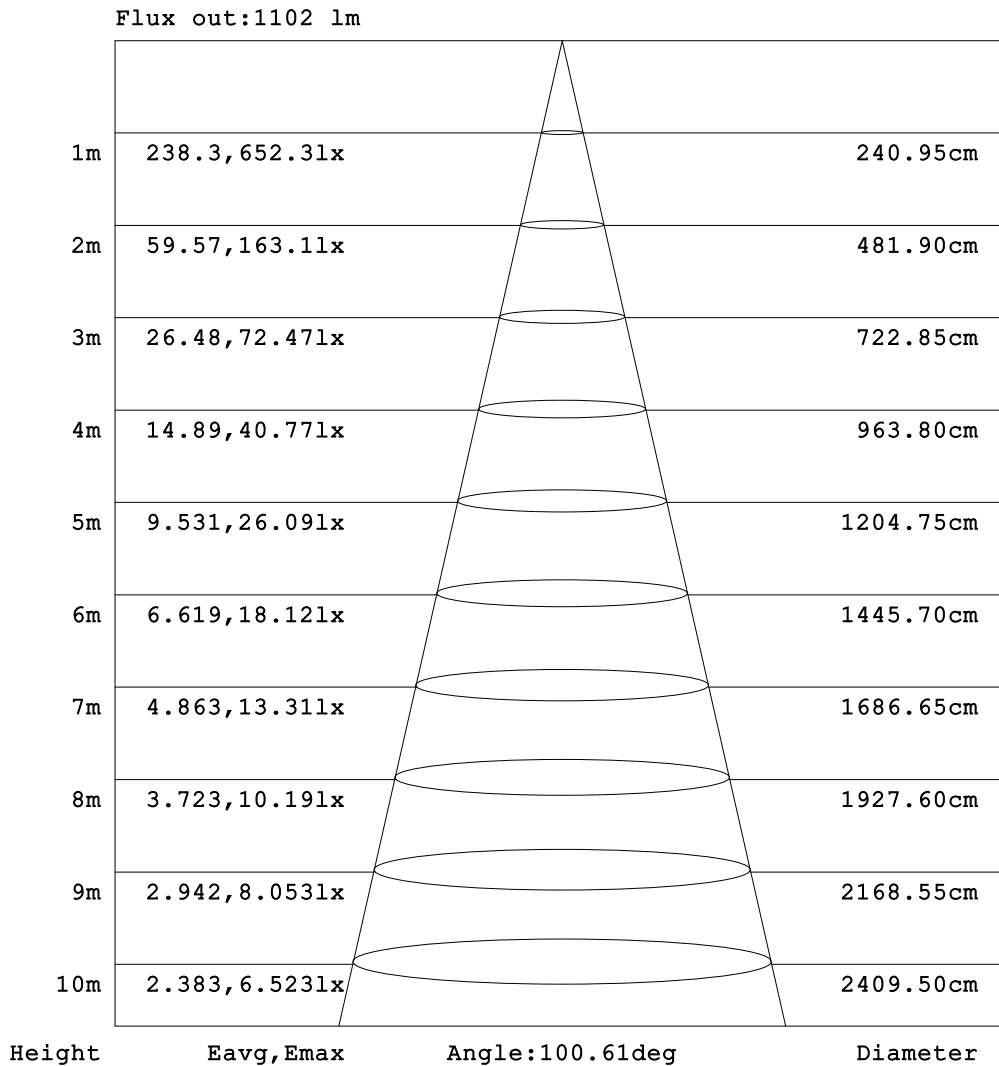 Flux out:1102 lm
1m 238.3,652.3lx 240.95cm
2m 59.57,163.1lx 481.90cm
3m 26.48,72.47lx 722.85cm
4m 14.89,40.77lx 963.80cm
5m 9.531,26.09lx 1204.75cm
6m 6.619,18.12lx 1445.70cm
7m 4.863,13.31lx 1686.65cm
8m 3.723,10.19lx 1927.60cm
9m 2.942,8.053lx 2168.55cm
10m 2.383,6.523lx 2409.50cm
Height Eavg,Emax Angle:100.61deg Diameter